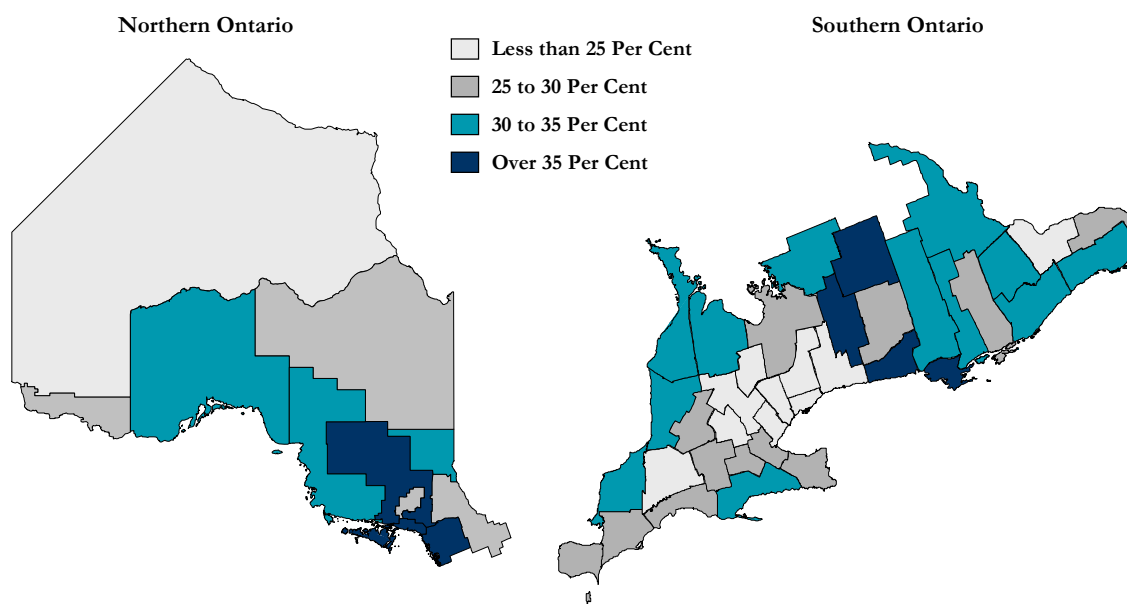 Northern Ontario
Southern Ontario
Less than 25 Per Cent
25 to 30 Per Cent
30 to 35 Per Cent
Over 35 Per Cent